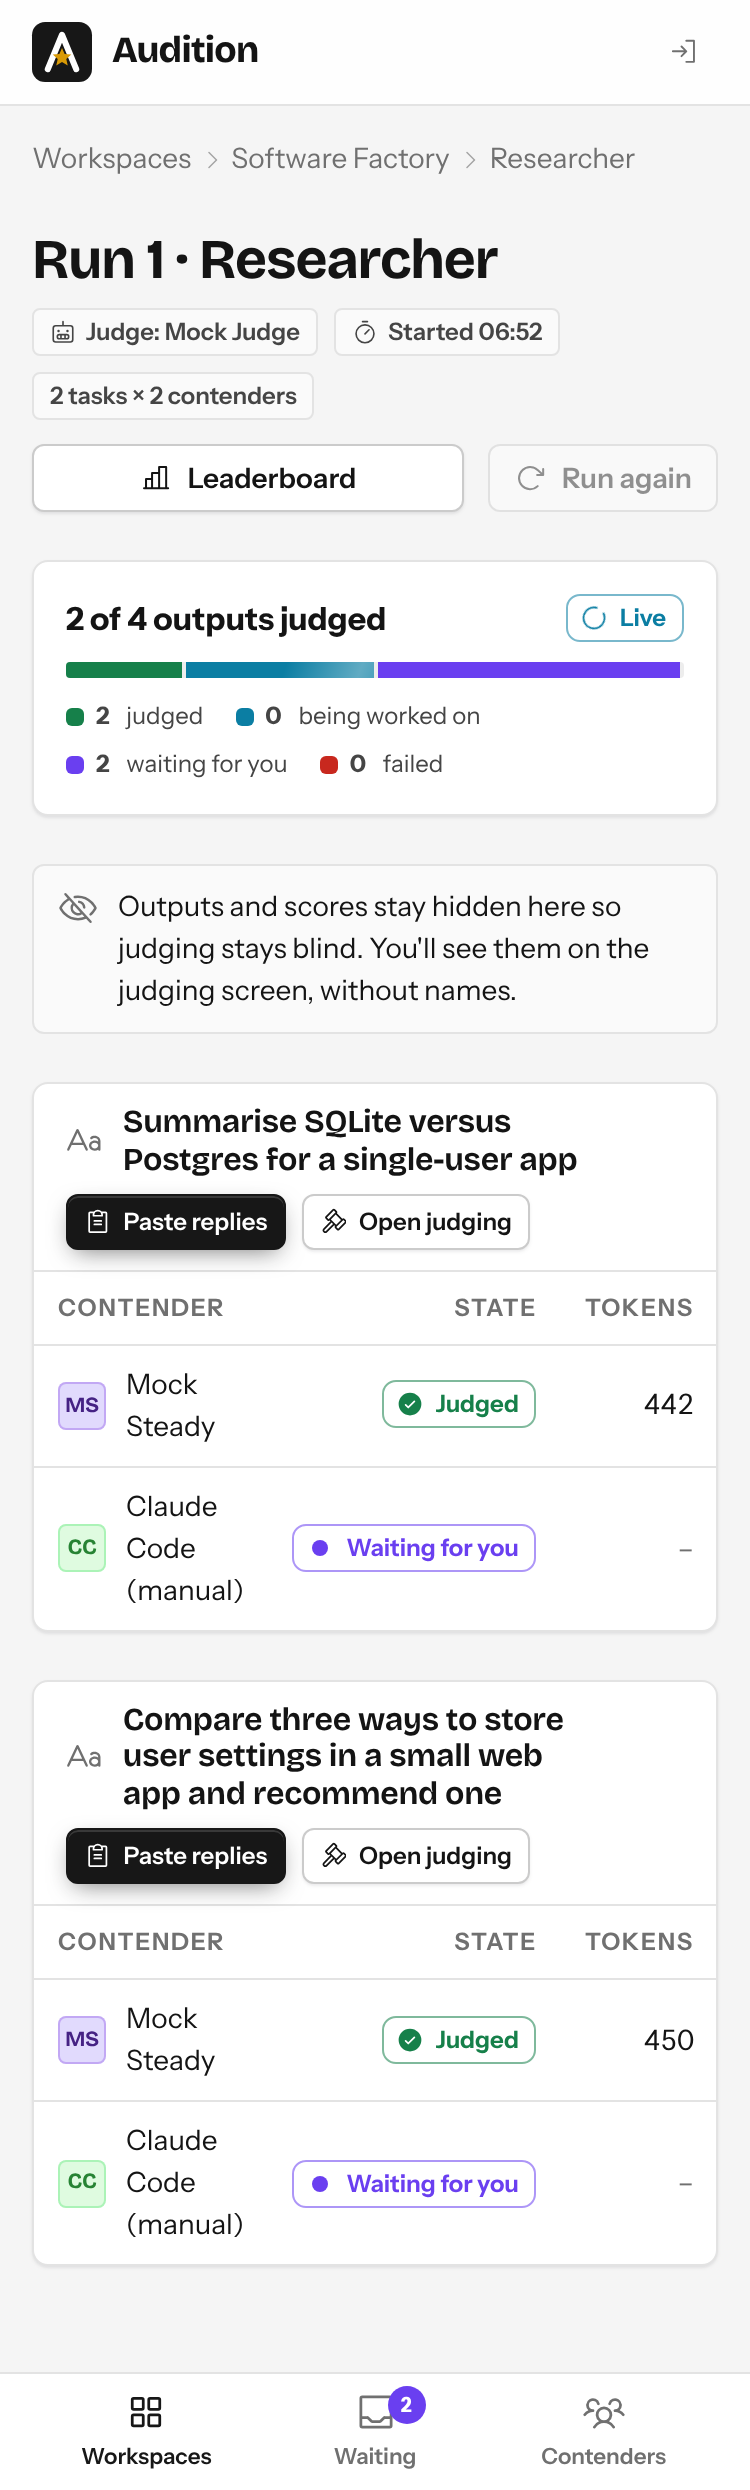 Audition
Workspaces > Software Factory > Researcher
Run 1 · Researcher
Judge: Mock Judge
Started 06:52
2 tasks × 2 contenders
Leaderboard
Run again
2 of 4 outputs judged
Live
2 judged
0 being worked on
2 waiting for you
0 failed
Outputs and scores stay hidden here so
judging stays blind. You'll see them on the
judging screen, without names.
Aa
Summarise SQLite versus
Postgres for a single-user app
Paste replies
Open judging
CONTENDER STATE TOKENS
MS
Mock
Steady
Judged
442
CC
Claude
Code
(manual)
Waiting for you
–
Aa
Compare three ways to store
user settings in a small web
app and recommend one
Paste replies
Open judging
CONTENDER STATE TOKENS
MS
Mock
Steady
Judged
450
CC
Claude
Code
(manual)
Waiting for you
–
2
Workspaces
Waiting
Contenders